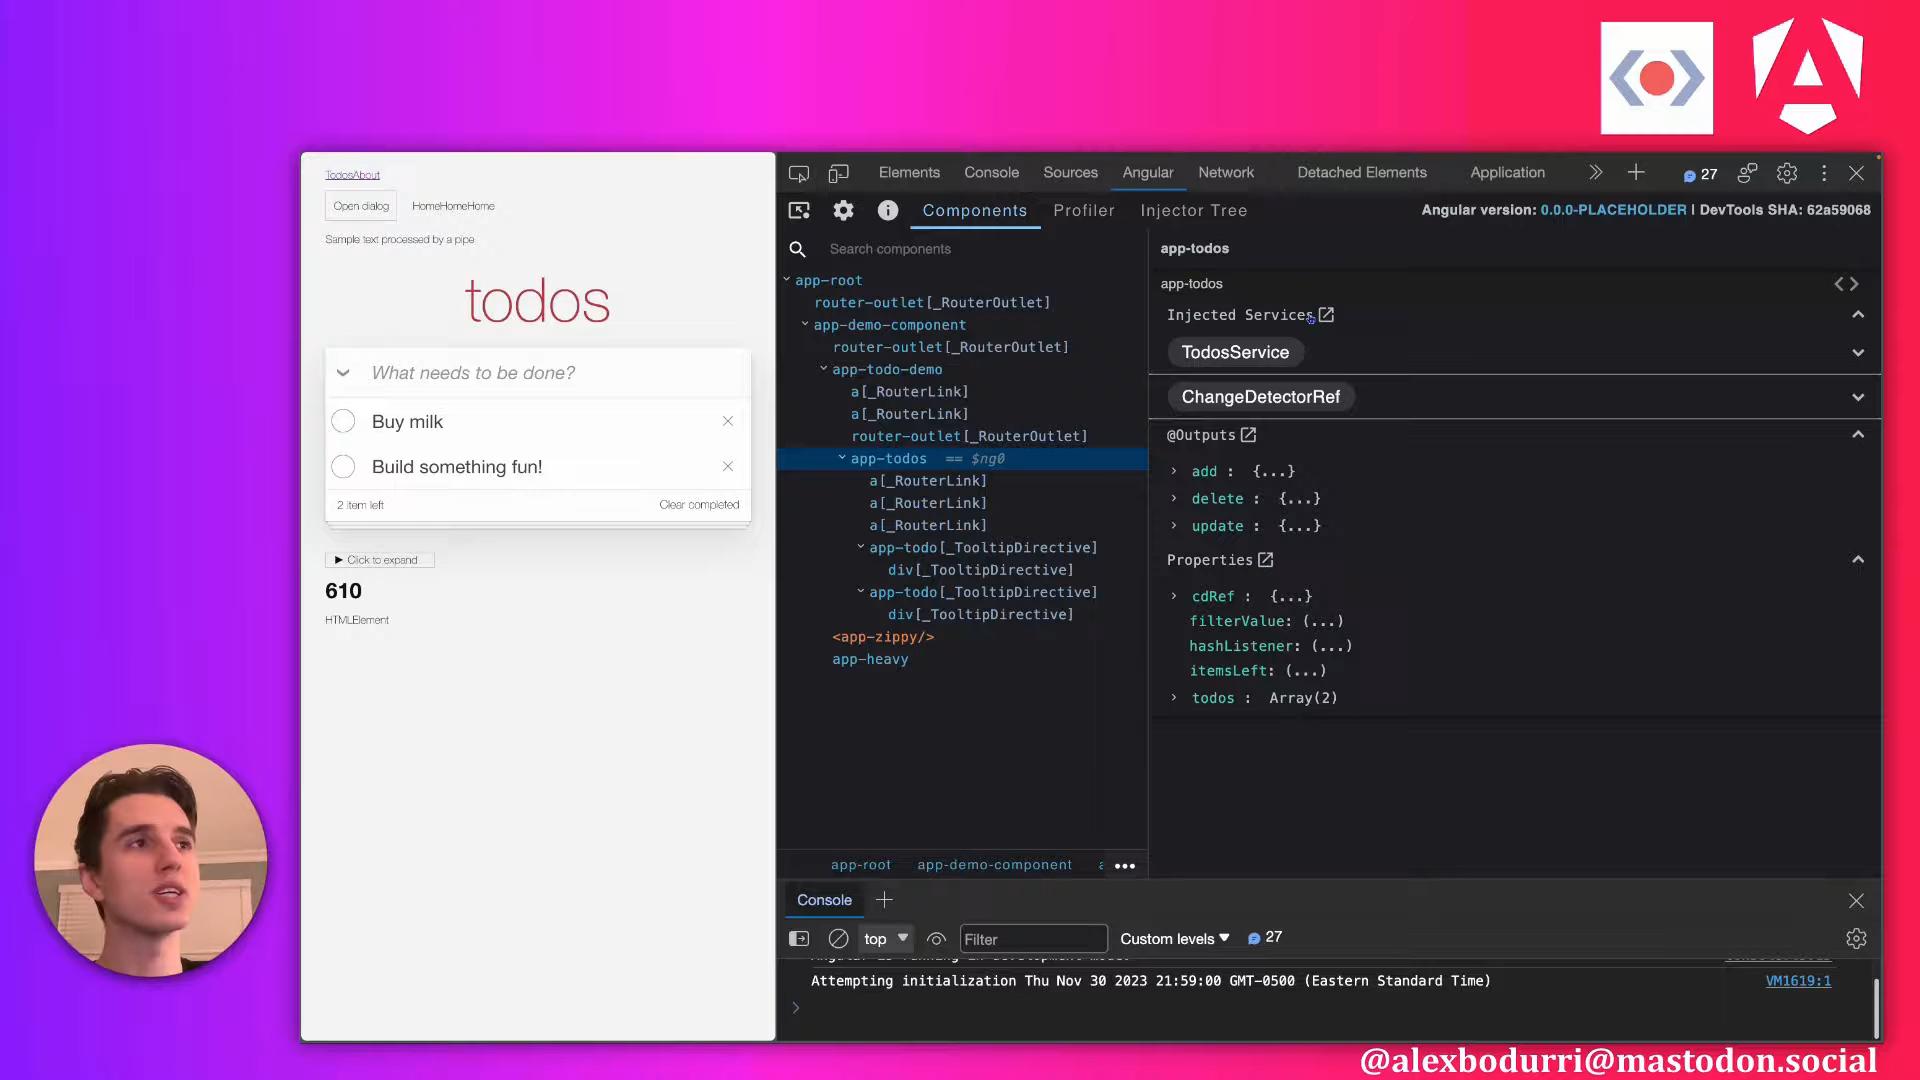 TodosAbout
Open dialog
HomeHomeHome
Sample text processed by a pipe
todos
What needs to be done?
Buy milk
Build something fun!
2 item left
Clear completed
▶ Click to expand
610
HTMLElement
Elements
Console
Sources
Angular
Network
Detached Elements
Application
27
Components
Profiler
Injector Tree
Angular version: 0.0.0-PLACEHOLDER | DevTools SHA: 62a59068
Search components
app-root
router-outlet[_RouterOutlet]
app-demo-component
router-outlet[_RouterOutlet]
app-todo-demo
a[_RouterLink]
a[_RouterLink]
router-outlet[_RouterOutlet]
app-todos == $ng0
a[_RouterLink]
a[_RouterLink]
a[_RouterLink]
app-todo[_TooltipDirective]
div[_TooltipDirective]
app-todo[_TooltipDirective]
div[_TooltipDirective]
<app-zippy/>
app-heavy
app-root
app-demo-component
app-todos
app-todos
Injected Services
TodosService
ChangeDetectorRef
@Outputs
add : {...}
delete : {...}
update : {...}
Properties
cdRef : {...}
filterValue: (...)
hashListener: (...)
itemsLeft: (...)
todos : Array(2)
Console
top
Filter
Custom levels
27
Attempting initialization Thu Nov 30 2023 21:59:00 GMT-0500 (Eastern Standard Time)
VM1619:1
@alexbodurri@mastodon.social